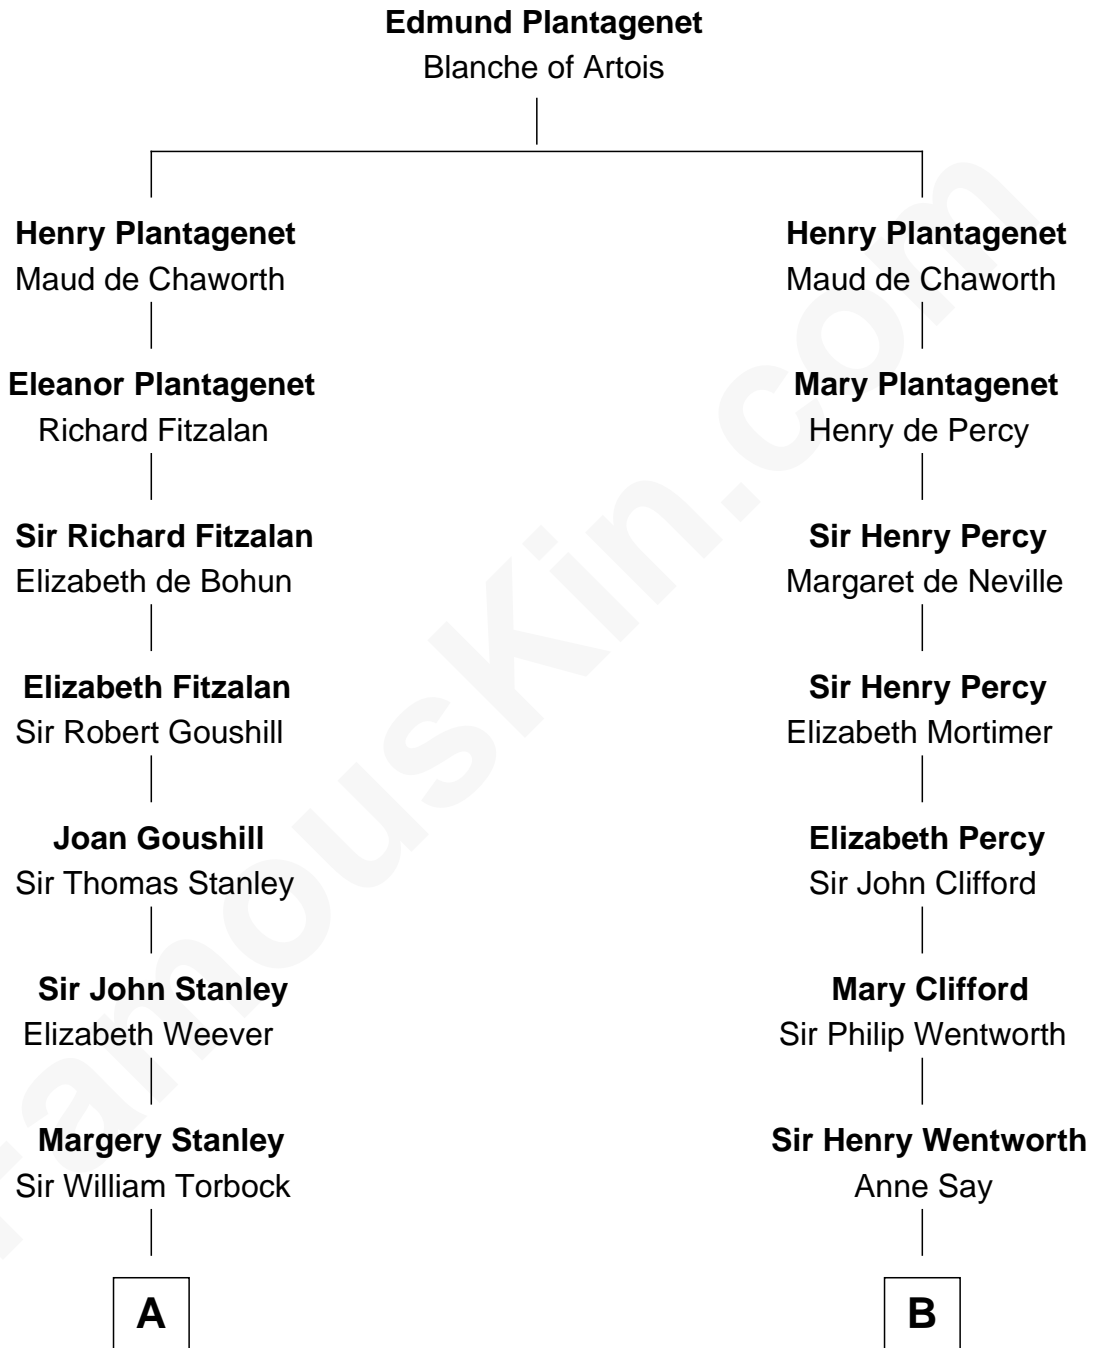 Edmund Plantagenet
Blanche of Artois
Henry Plantagenet
Maud de Chaworth
Henry Plantagenet
Maud de Chaworth
Eleanor Plantagenet
Richard Fitzalan
Mary Plantagenet
Henry de Percy
Sir Richard Fitzalan
Elizabeth de Bohun
Sir Henry Percy
Margaret de Neville
Elizabeth Fitzalan
Sir Robert Goushill
Sir Henry Percy
Elizabeth Mortimer
Joan Goushill
Sir Thomas Stanley
Elizabeth Percy
Sir John Clifford
Sir John Stanley
Elizabeth Weever
Mary Clifford
Sir Philip Wentworth
Margery Stanley
Sir William Torbock
Sir Henry Wentworth
Anne Say
A
B
FamousKin.com